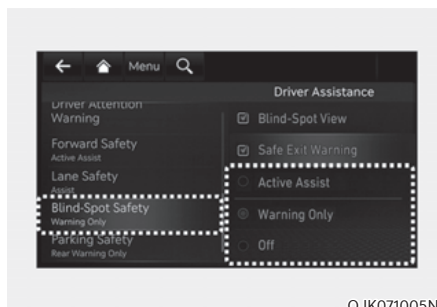 Menu
Driver Assistance
Driver Attention
Warning
Blind-Spot View
Forward Safety
Active Assist
Safe Exit Warning
Lane Safety
Assist
Active Assist
Blind-Spot Safety
Warning Only
Warning Only
Parking Safety
Rear Warning Only
Off
OJK071005N